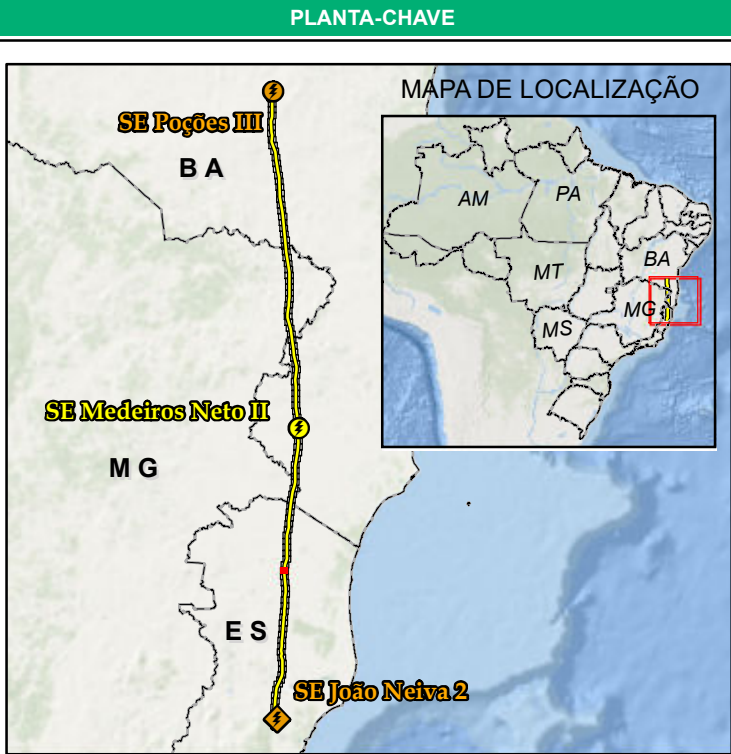 PLANTA-CHAVE
MAPA DE LOCALIZAÇÃO
SE Poções III
B A
AM
PA
BA
MT
MG
MS
SE Medeiros Neto II
M G
E S
SE João Neiva 2